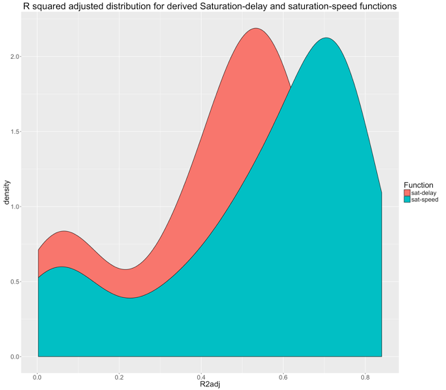 R squared adjusted distribution for derived Saturation-delay and saturation-speed functions
2.0
1.5
1.0
0.5
0.0
density
0.0
0.2
0.4
0.6
0.8
R2adj
Function
sat-delay
sat-speed